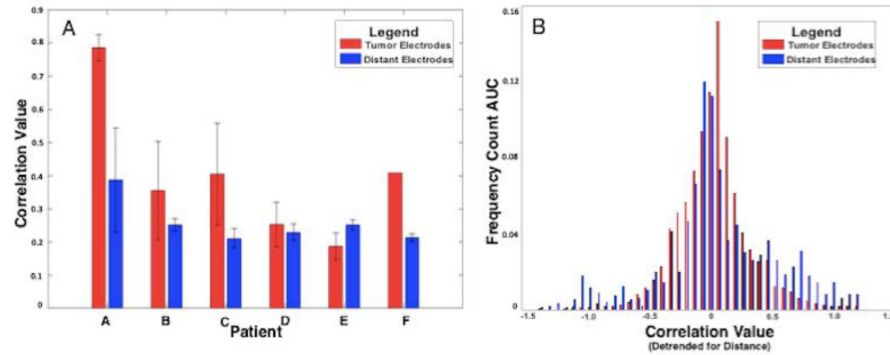 A
Legend
Tumor Electrodes
Distant Electrodes
Correlation Value
0.9
0.8
0.7
0.6
0.5
0.4
0.3
0.2
0.1
0
A B C D E F
Patient
B
Legend
Tumor Electrodes
Distant Electrodes
Frequency Count AUC
0.16
0.12
0.08
0.04
0
-1.5 -1.0 -0.5 0 0.5 1.0
Correlation Value
(Detrended for Distance)